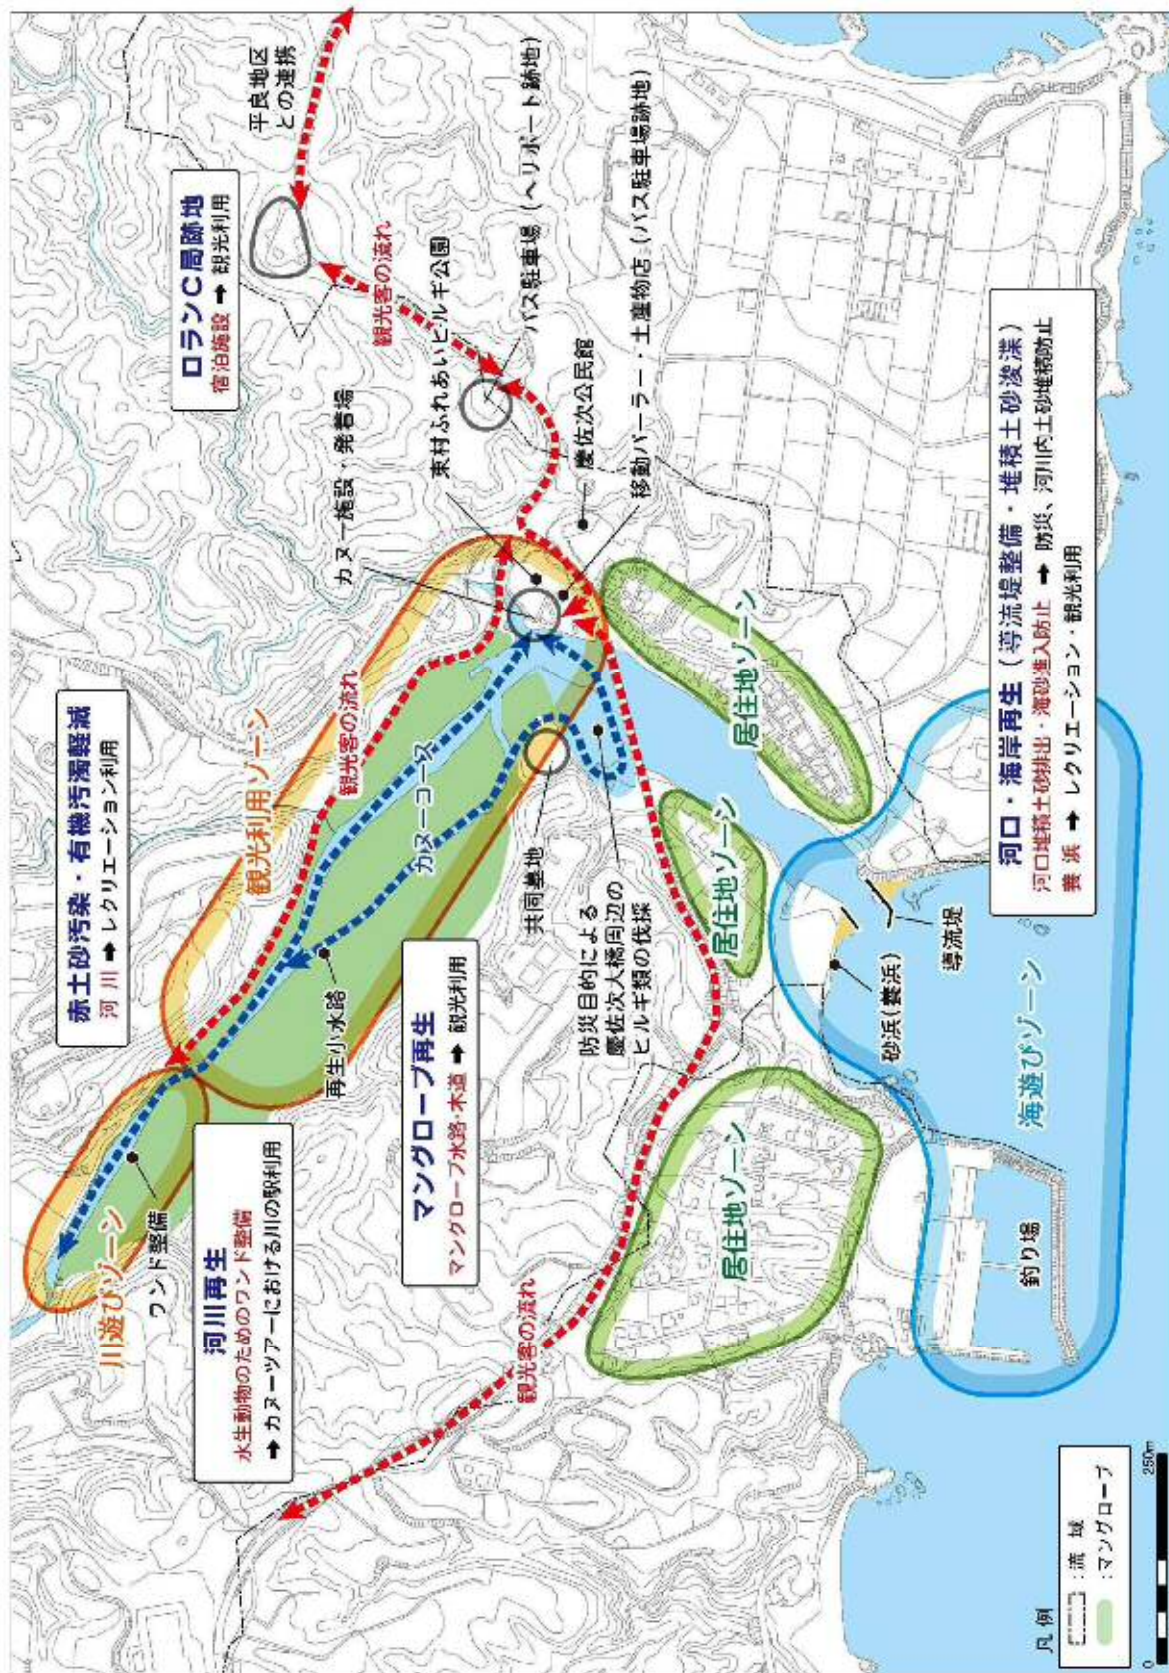 赤土砂汚染・有機汚濁軽減
河 川 ➡ レクリェーション利用
ロランC局跡地
宿泊施設 ➡ 観光利用
平良地区
との連携
川遊びゾーン
ワンド整備
観光利用ゾーン
観光客の流れ
観光客の流れ
カヌー施設・発着場
東村ふれあいヒルギ公園
バス駐車場（ヘリポート跡地）
河川再生
水生動物のためのワンド整備
➡ カヌーツアーにおける川の駅利用
再生小水路
カヌーコース
マングローブ再生
マングローブ水路・木道 ➡ 観光利用
共同墓地
慶佐次公民館
移動パーラー・土産物店（バス駐車場跡地）
観光客の流れ
防災目的による
慶佐次大橋周辺の
ヒルギ類の伐採
居住地ゾーン
居住地ゾーン
居住地ゾーン
砂浜（養浜）
導流堤
河口・海岸再生（導流堤整備・堆積土砂浚渫）
河口堆積土砂排出・海砂進入防止 ➡ 防災、河川内土砂堆積防止
養 浜 ➡ レクリェーション・観光利用
海遊びゾーン
釣り場
凡 例
：流 域
：マングローブ
0 250m